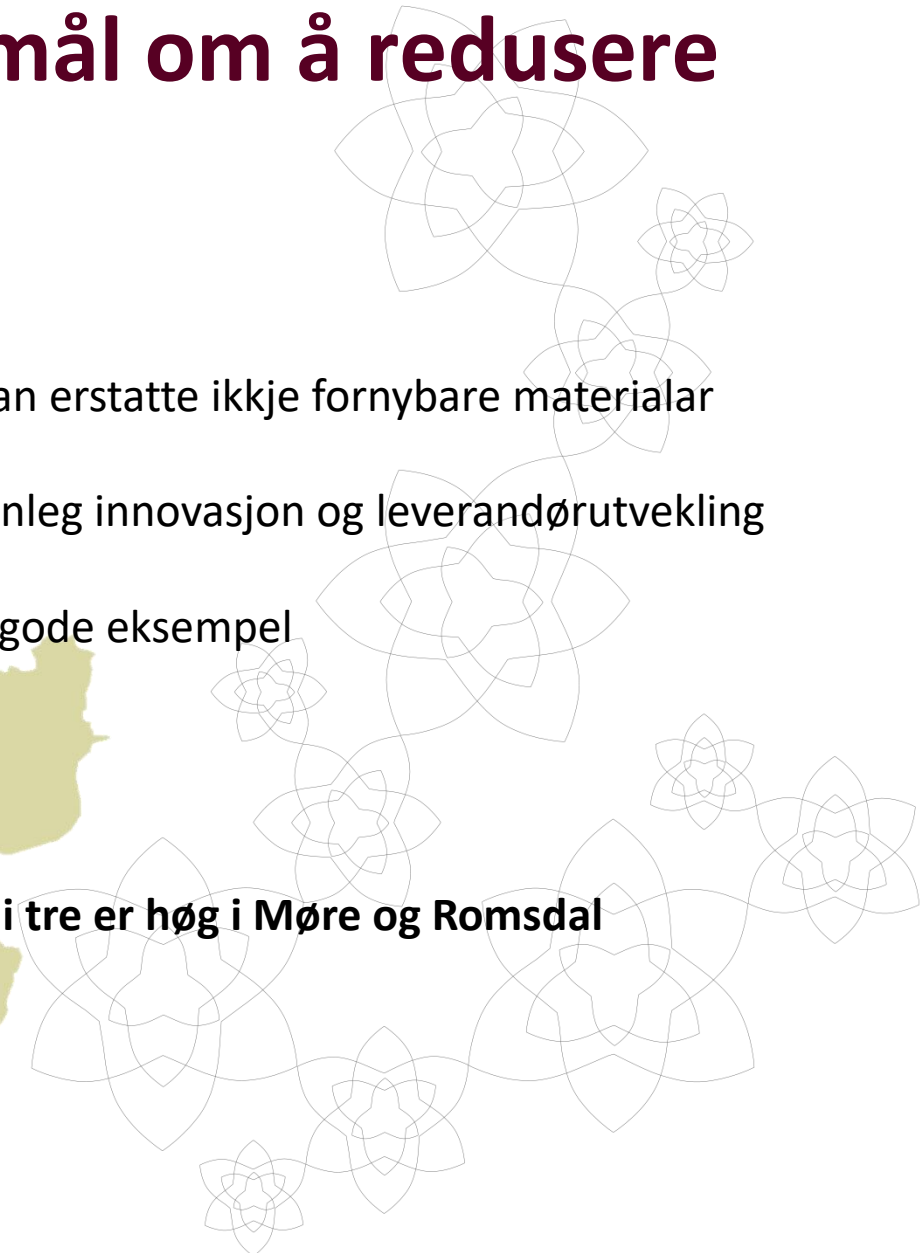 mål om å redusere
an erstatte ikkje fornybare materialar
nleg innovasjon og leverandørutvekling
gode eksempel
i tre er høg i Møre og Romsdal